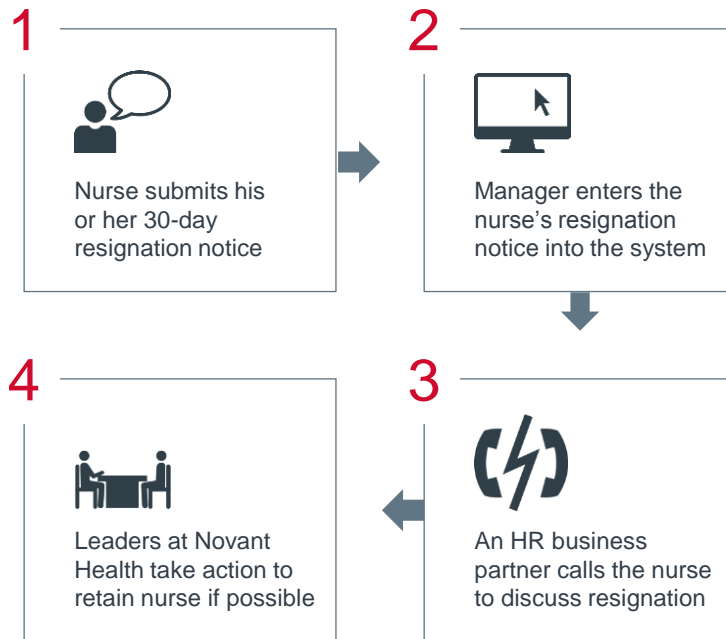 1
Nurse submits his
or her 30-day
resignation notice
2
Manager enters the
nurse's resignation
notice into the system
3
An HR business
partner calls the nurse
to discuss resignation
4
Leaders at Novant
Health take action to
retain nurse if possible